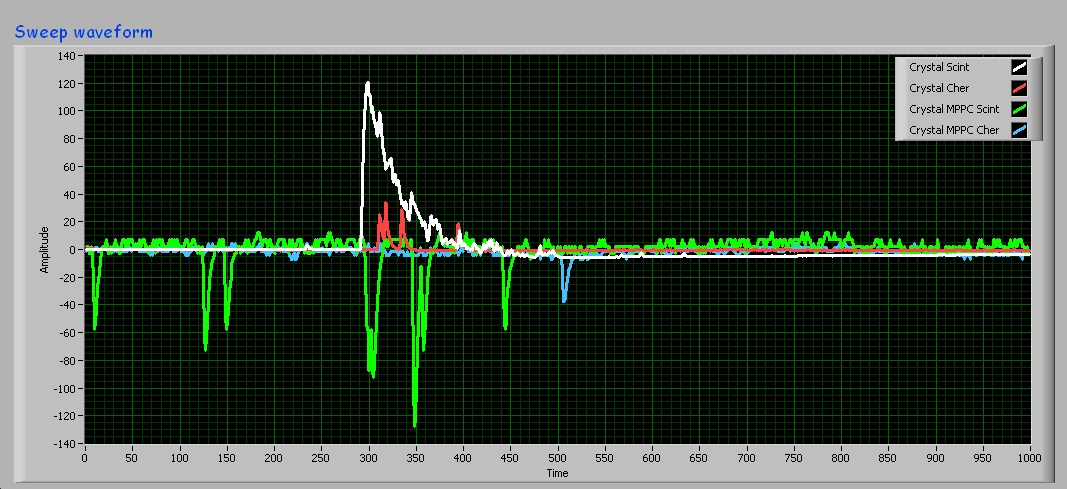 Sweep waveform
140
120
100
80
60
40
20
0
-20
-40
-60
-80
-100
-120
-140
Amplitude
0 50 100 150 200 250 300 350 400 450 500 550 600 650 700 750 800 850 900 950 1000
Time
Crystal Scint
Crystal Cher
Crystal MPPC Scint
Crystal MPPC Cher